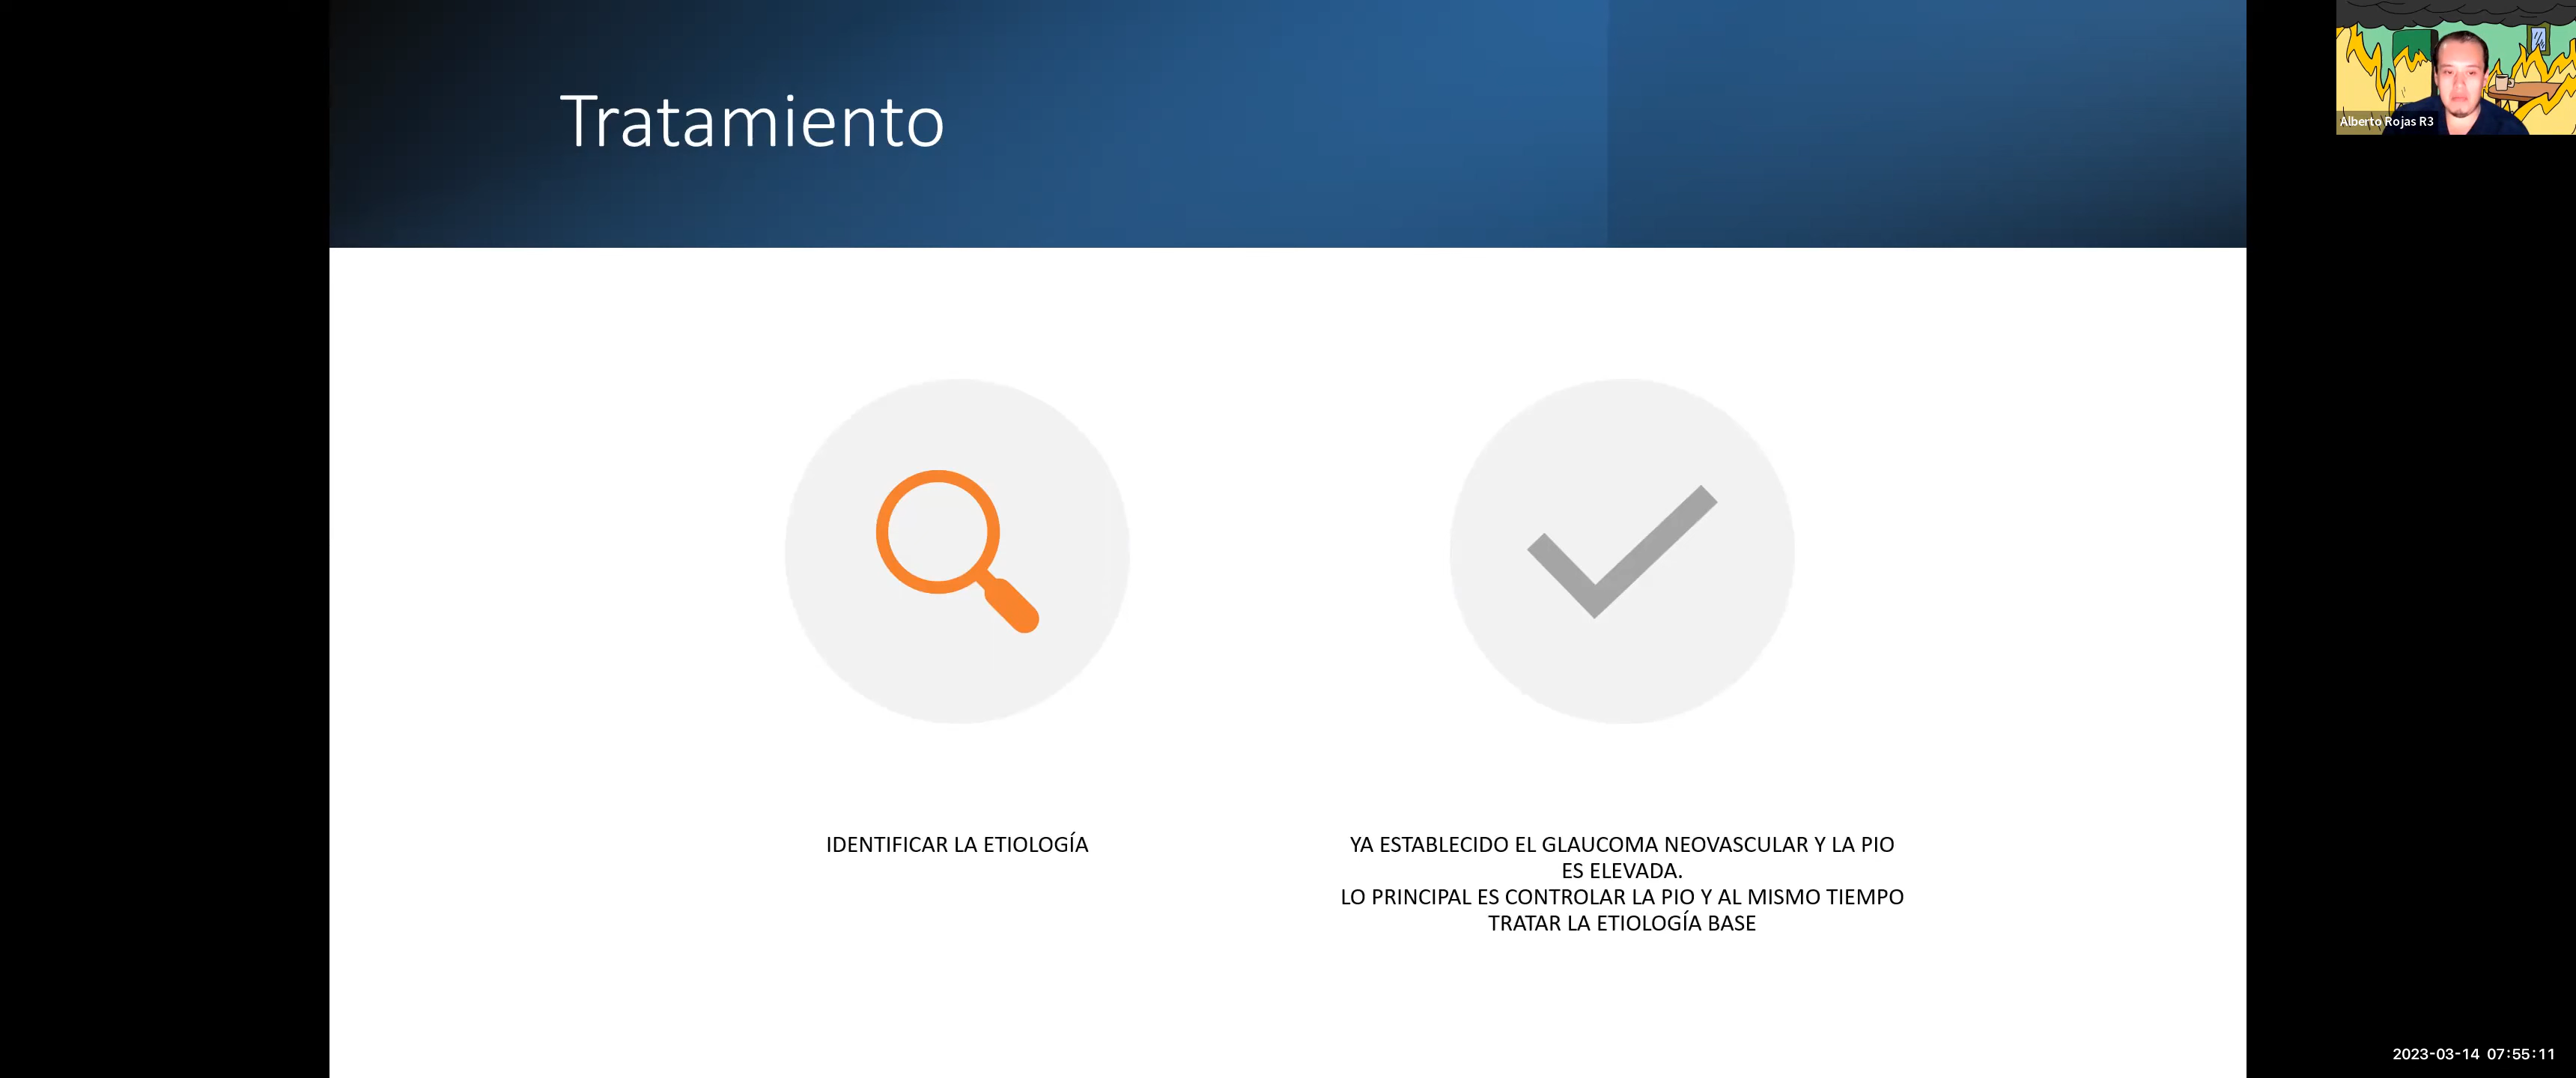 Tratamiento
Alberto Rojas R3
IDENTIFICAR LA ETIOLOGÍA
YA ESTABLECIDO EL GLAUCOMA NEOVASCULAR Y LA PIO
ES ELEVADA.
LO PRINCIPAL ES CONTROLAR LA PIO Y AL MISMO TIEMPO
TRATAR LA ETIOLOGÍA BASE
2023-03-14 07:55:11